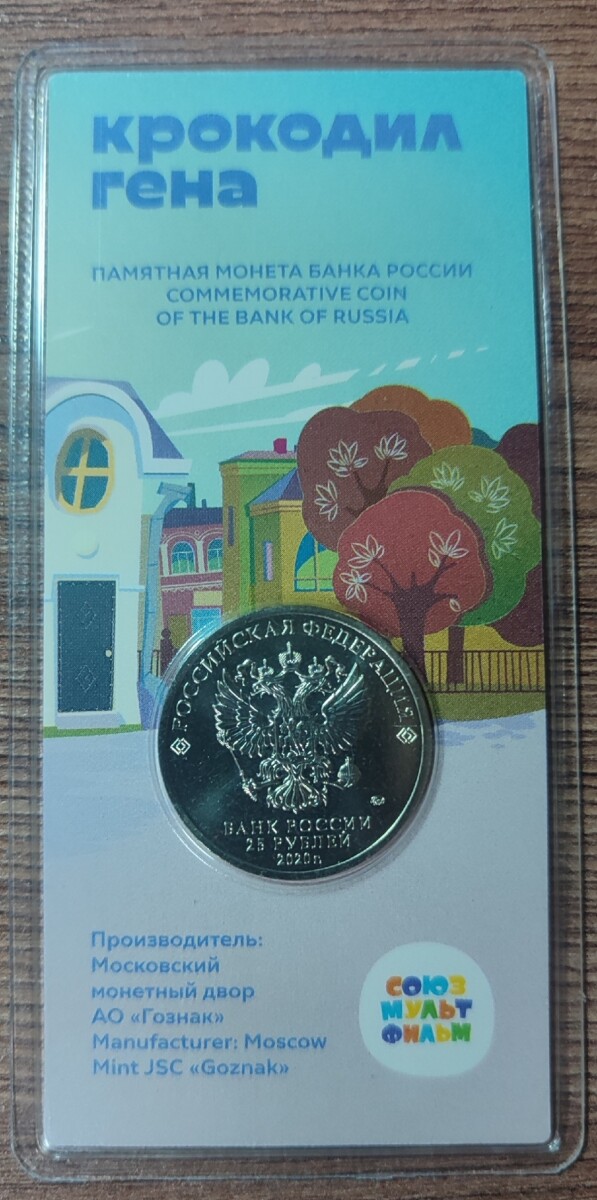 крокодил
гена
ПАМЯТНАЯ МОНЕТА БАНКА РОССИИ
COMMEMORATIVE COIN
OF THE BANK OF RUSSIA
РОССИЙСКАЯ ФЕДЕРАЦИЯ
БАНК РОССИИ
25 РУБЛЕЙ
2020г.
Производитель:
Московский
монетный двор
АО «Гознак»
Manufacturer: Moscow
Mint JSC «Goznak»
СОЮЗ
МУЛЬТ
ФИЛЬМ